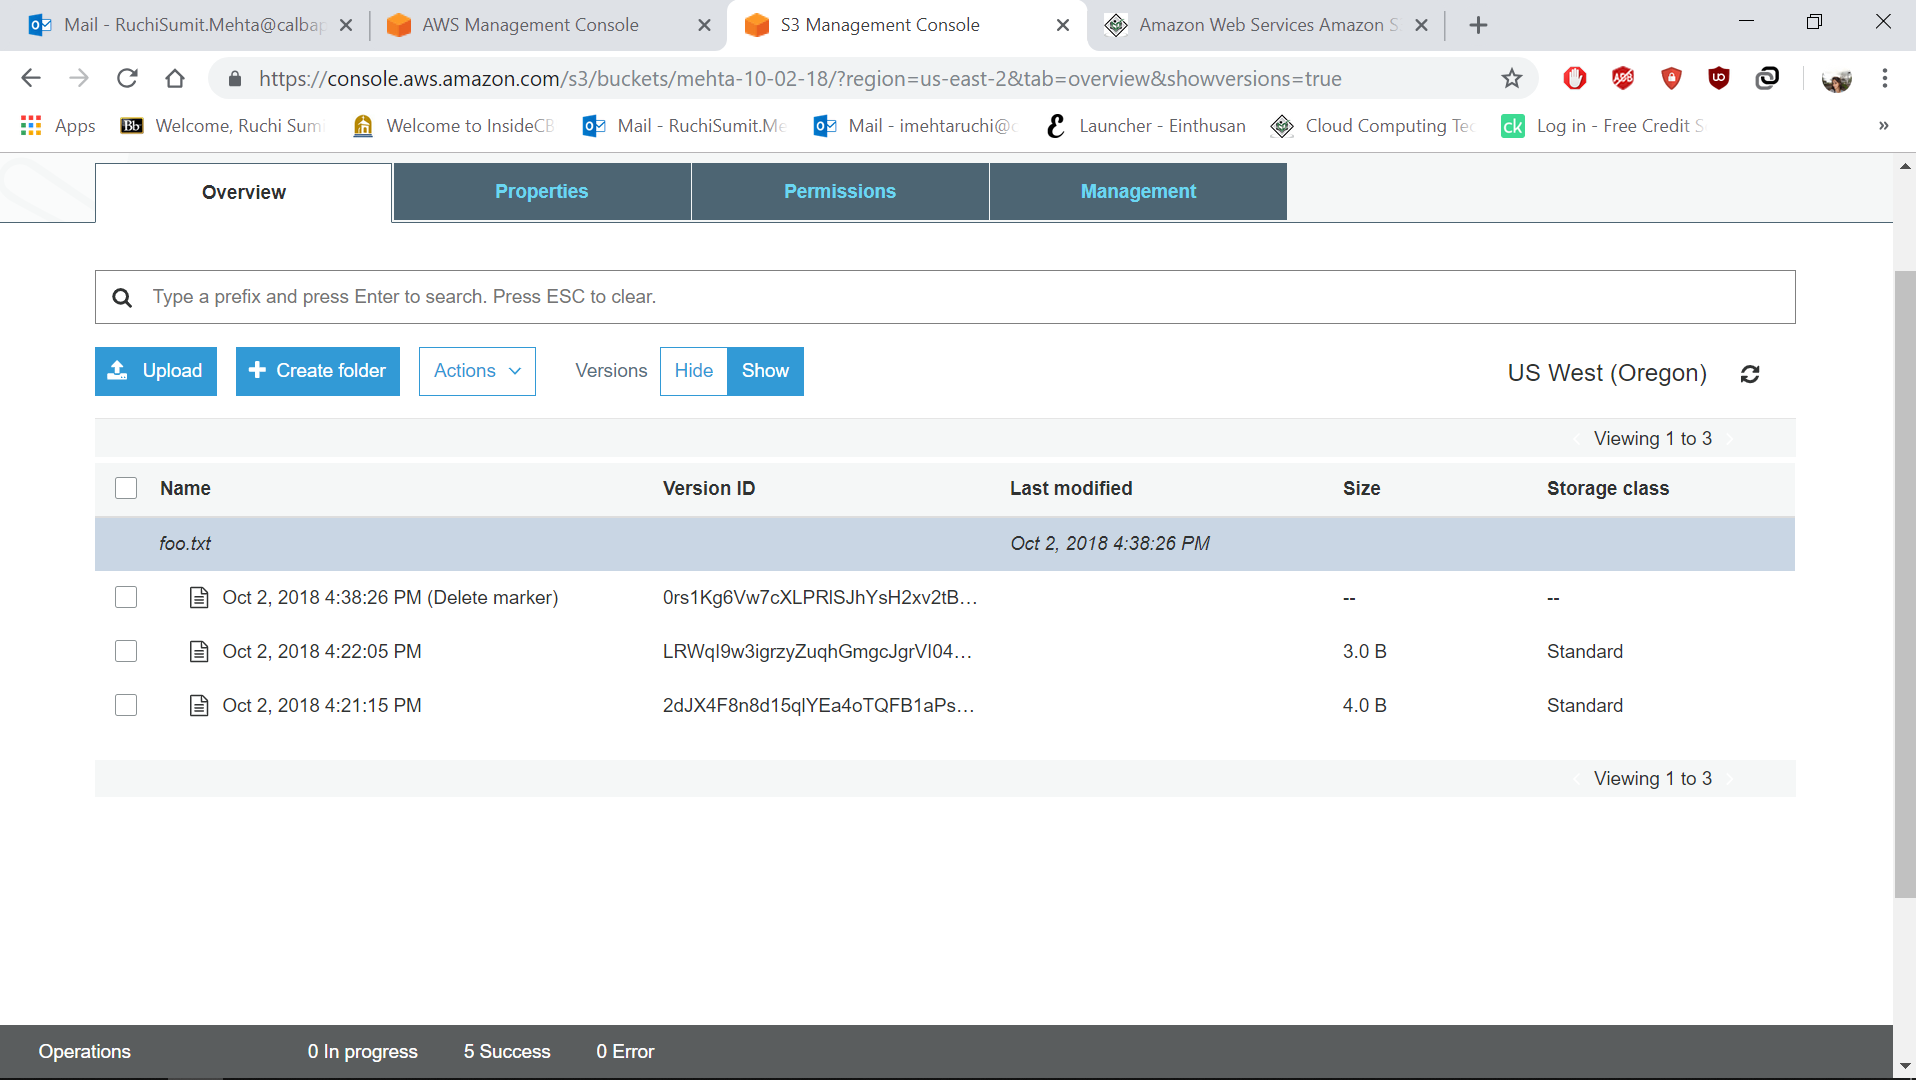 Mail - RuchiSumit.Mehta@calbap
AWS Management Console
S3 Management Console
Amazon Web Services Amazon S
https://console.aws.amazon.com/s3/buckets/mehta-10-02-18/?region=us-east-2&tab=overview&showversions=true
Apps
Bb Welcome, Ruchi Sumi
Welcome to InsideCB
Mail - RuchiSumit.Me
Mail - imehtaruchi@c
Launcher - Einthusan
Cloud Computing Tec
ck Log in - Free Credit S
»
Overview
Properties
Permissions
Management
Type a prefix and press Enter to search. Press ESC to clear.
Upload
Create folder
Actions
Versions
Hide
Show
US West (Oregon)
Viewing 1 to 3
Name Version ID Last modified Size Storage class
foo.txt Oct 2, 2018 4:38:26 PM
Oct 2, 2018 4:38:26 PM (Delete marker) 0rs1Kg6Vw7cXLPRlSJhYsH2xv2tB... -- --
Oct 2, 2018 4:22:05 PM LRWqI9w3igrzyZuqhGmgcJgrVI04... 3.0 B Standard
Oct 2, 2018 4:21:15 PM 2dJX4F8n8d15qlYEa4oTQFB1aPs... 4.0 B Standard
Viewing 1 to 3
Operations 0 In progress 5 Success 0 Error